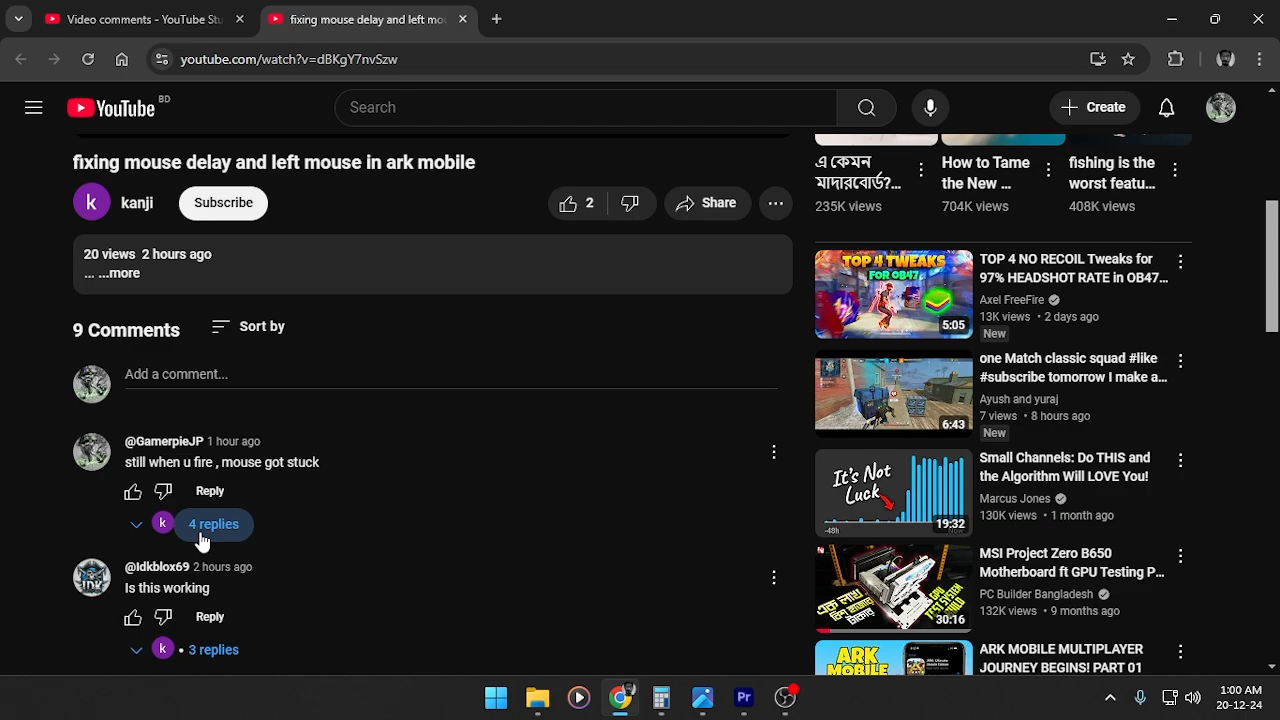 Video comments - YouTube Stu
fixing mouse delay and left mou
youtube.com/watch?v=dBKgY7nvSzw
YouTube BD
Search
Create
fixing mouse delay and left mouse in ark mobile
k kanji Subscribe
2 Share
20 views 2 hours ago
... ...more
9 Comments Sort by
Add a comment...
@GamerpieJP 1 hour ago
still when u fire , mouse got stuck
Reply
k 4 replies
@Idkblox69 2 hours ago
Is this working
Reply
k • 3 replies
এ কেমন
মাদারবোর্ড?...
235K views
How to Tame
the New ...
704K views
fishing is the
worst featu...
408K views
TOP 4 TWEAKS
FOR OB47
5:05
TOP 4 NO RECOIL Tweaks for
97% HEADSHOT RATE in OB47...
Axel FreeFire
13K views • 2 days ago
New
6:43
one Match classic squad #like
#subscribe tomorrow I make a...
Ayush and yuraj
7 views • 8 hours ago
New
It's Not
Luck
-48h
19:32
Small Channels: Do THIS and
the Algorithm Will LOVE You!
Marcus Jones
130K views • 1 month ago
30:16
MSI Project Zero B650
Motherboard ft GPU Testing P...
PC Builder Bangladesh
132K views • 9 months ago
ARK
MOBILE
ARK MOBILE MULTIPLAYER
JOURNEY BEGINS! PART 01
Pr
1:00 AM
20-12-24